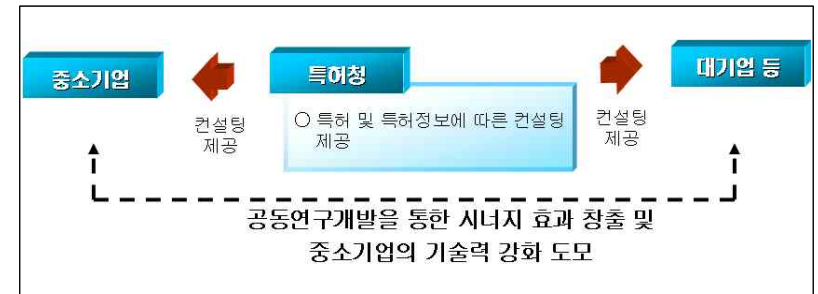 중소기업
특허청
대기업 등
컨설팅
제공
○ 특허 및 특허정보에 따른 컨설팅
제공
컨설팅
제공
공동연구개발을 통한 시너지 효과 창출 및
중소기업의 기술력 강화 도모